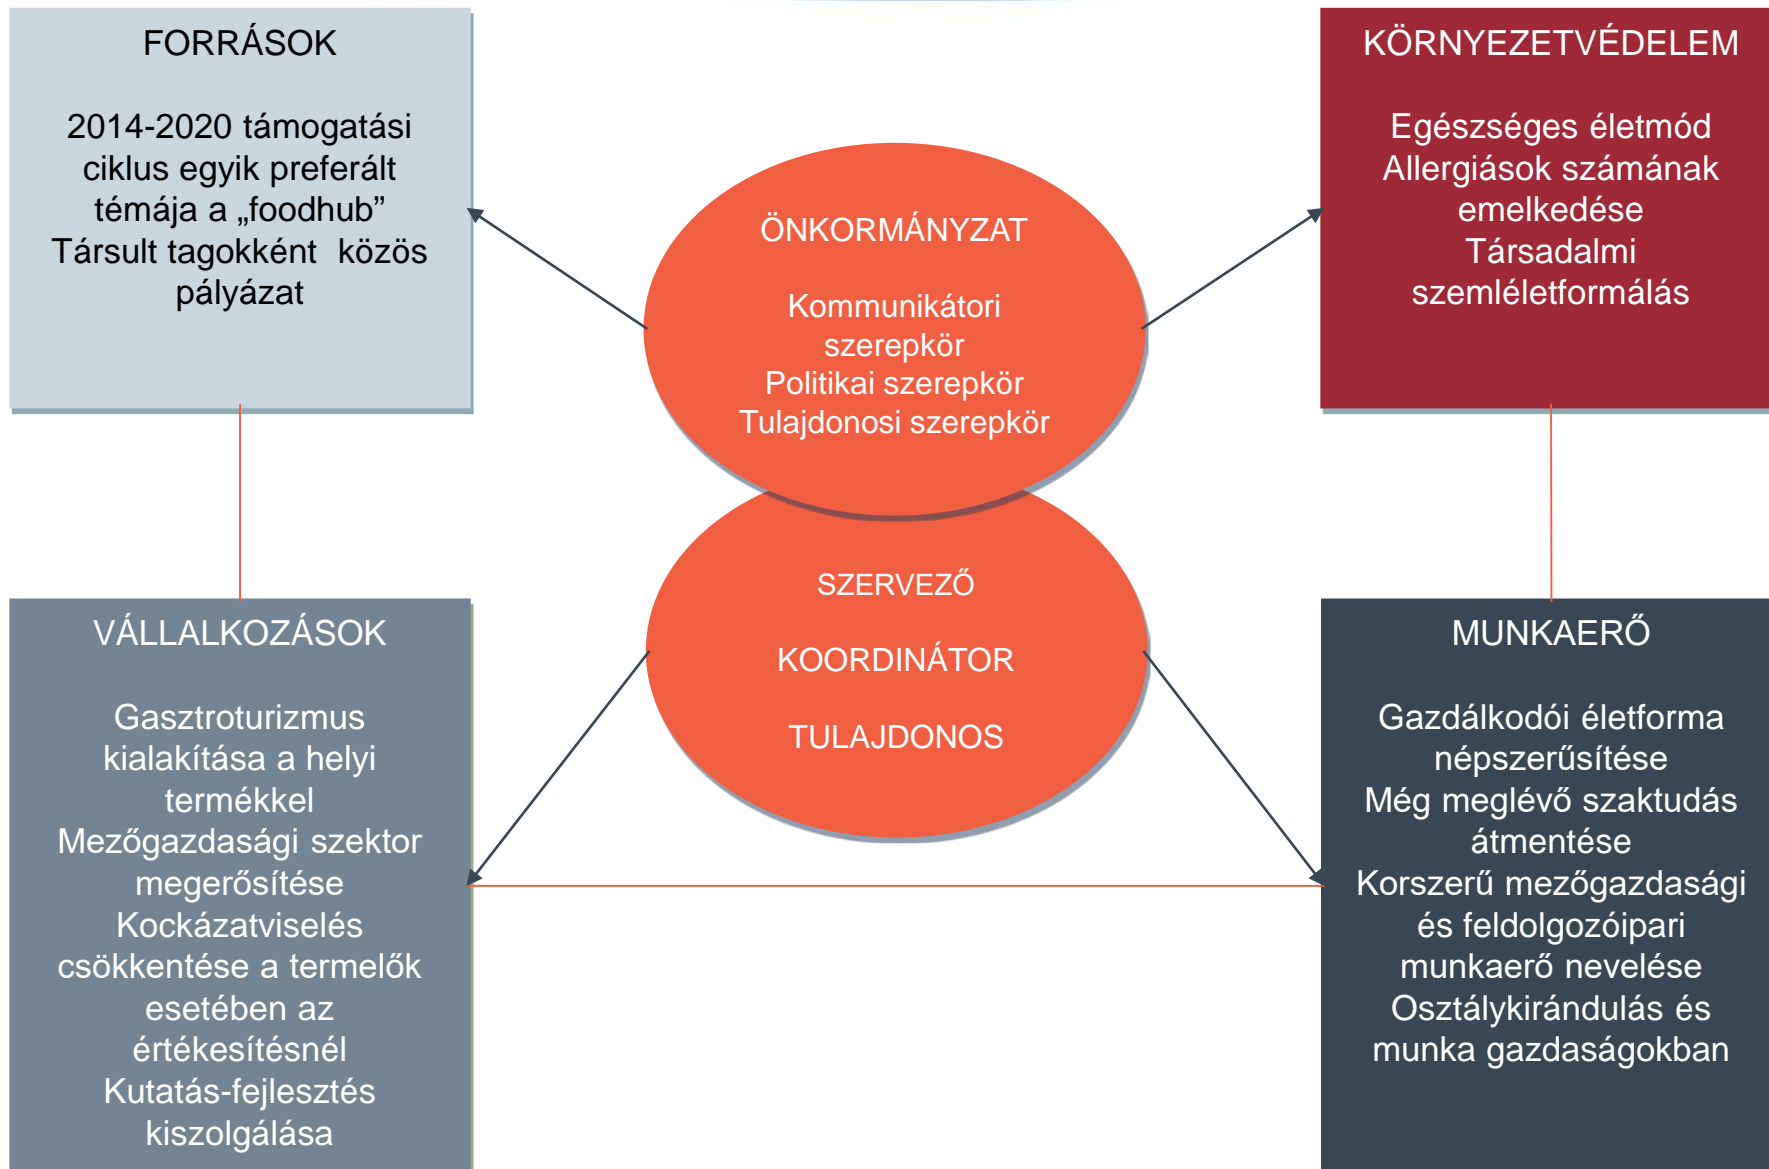 FORRÁSOK
2014-2020 támogatási
ciklus egyik preferált
témája a „foodhub”
Társult tagokként  közös
pályázat
KÖRNYEZETVÉDELEM
Egészséges életmód
Allergiások számának
emelkedése
Társadalmi
szemléletformálás
ÖNKORMÁNYZAT
Kommunikátori
szerepkör
Politikai szerepkör
Tulajdonosi szerepkör
SZERVEZŐ
KOORDINÁTOR
TULAJDONOS
VÁLLALKOZÁSOK
Gasztroturizmus
kialakítása a helyi
termékkel
Mezőgazdasági szektor
megerősítése
Kockázatviselés
csökkentése a termelők
esetében az
értékesítésnél
Kutatás-fejlesztés
kiszolgálása
MUNKAERŐ
Gazdálkodói életforma
népszerűsítése
Még meglévő szaktudás
átmentése
Korszerű mezőgazdasági
és feldolgozóipari
munkaerő nevelése
Osztálykirándulás és
munka gazdaságokban